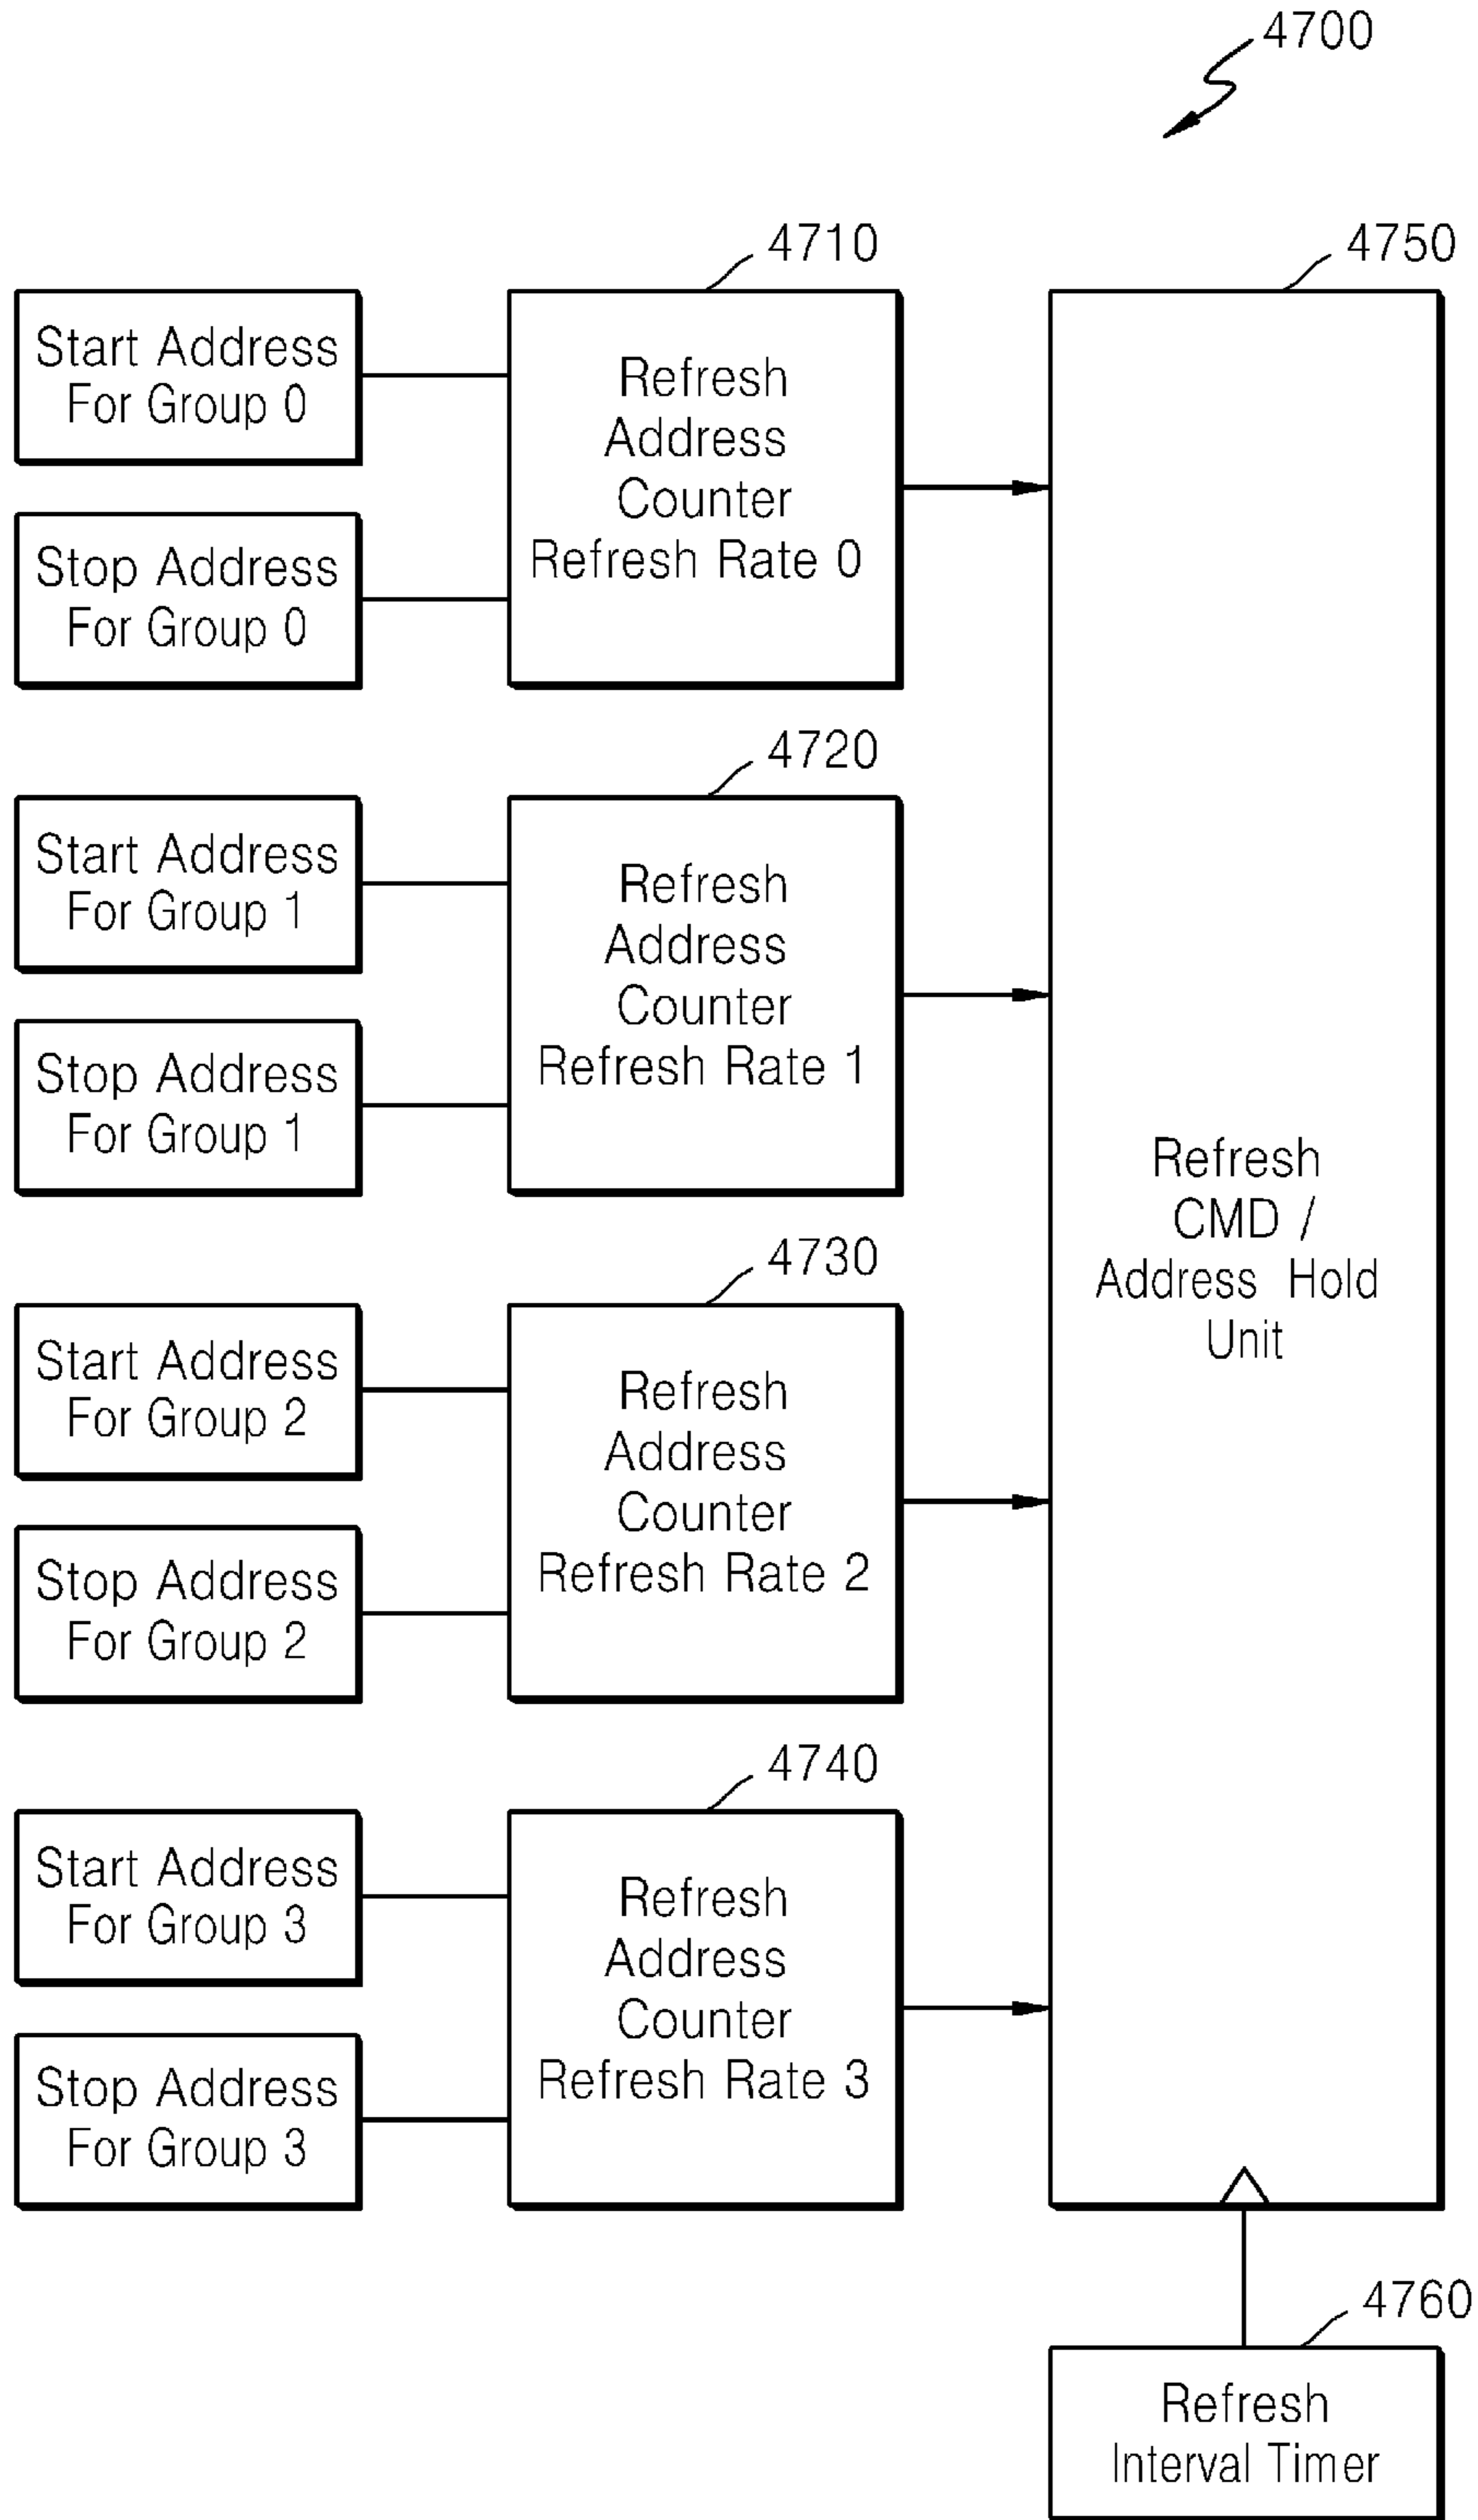 4700
4710
4750
Start Address
For Group 0
Stop Address
For Group 0
Refresh
Address
Counter
Refresh Rate 0
4720
Start Address
For Group 1
Stop Address
For Group 1
Refresh
Address
Counter
Refresh Rate 1
Refresh
CMD /
Address Hold
Unit
4730
Start Address
For Group 2
Stop Address
For Group 2
Refresh
Address
Counter
Refresh Rate 2
4740
Start Address
For Group 3
Stop Address
For Group 3
Refresh
Address
Counter
Refresh Rate 3
4760
Refresh
Interval Timer